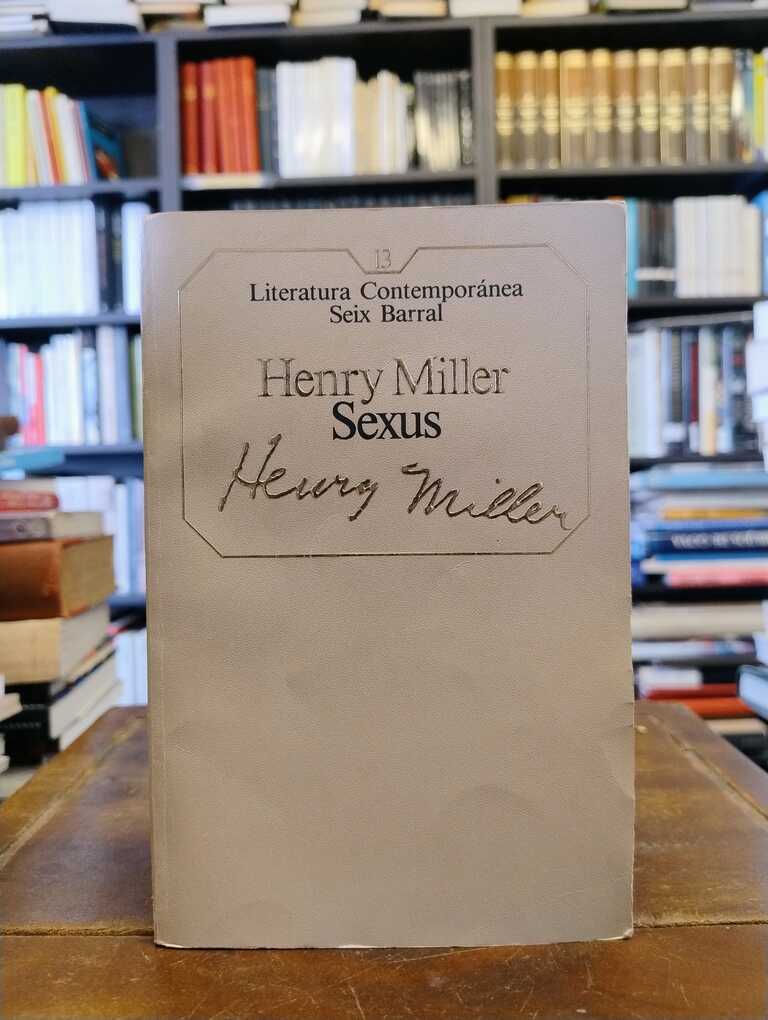 13
Literatura Contemporánea
Seix Barral
Henry Miller
Sexus
Henry Miller